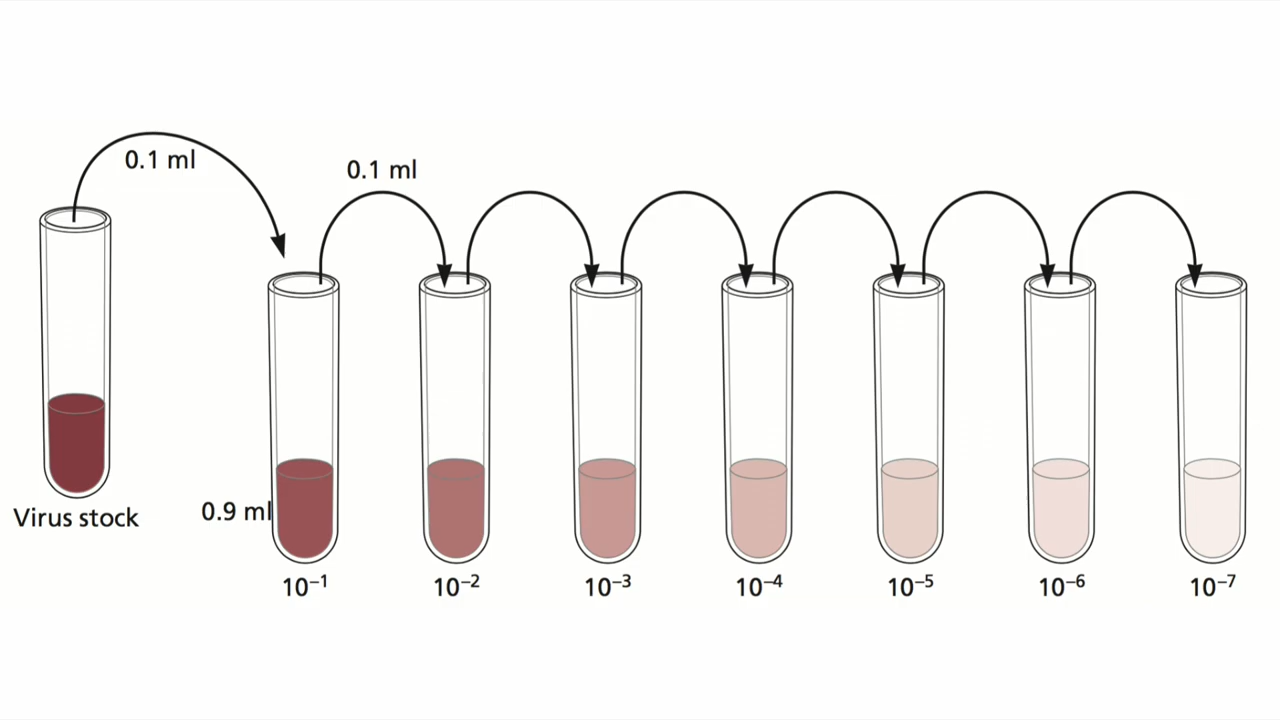 0.1 ml
0.1 ml
Virus stock
0.9 ml
10⁻¹
10⁻²
10⁻³
10⁻⁴
10⁻⁵
10⁻⁶
10⁻⁷